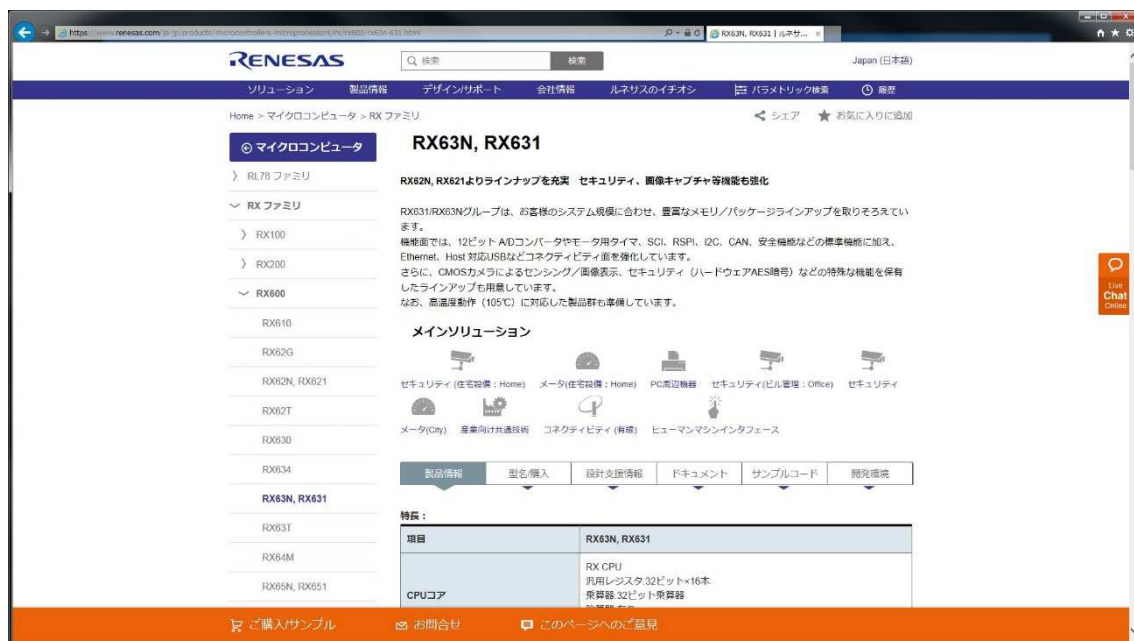 https://www.renesas.com/ja-jp/products/microcontrollers-microprocessors/rx/rx600/rx63n-631.html
RX63N, RX631 | ルネサ... ×
RENESAS
検索
検索
Japan (日本語)
ソリューション 製品情報 デザイン/サポート 会社情報 ルネサスのイチオシ パラメトリック検索 履歴
Home > マイクロコンピュータ > RX ファミリ
シェア お気に入りに追加
マイクロコンピュータ
RL78 ファミリ
RX ファミリ
RX100
RX200
RX600
RX610
RX62G
RX62N, RX621
RX62T
RX630
RX634
RX63N, RX631
RX63T
RX64M
RX65N, RX651
RX63N, RX631
RX62N, RX621よりラインナップを充実 セキュリティ、画像キャプチャ等機能も強化
RX631/RX63Nグループは、お客様のシステム規模に合わせ、豊富なメモリ/パッケージラインアップを取りそろえてい
ます。
機能面では、12ビット A/Dコンバータやモータ用タイマ、SCI、RSPI、I2C、CAN、安全機能などの標準機能に加え、
Ethernet、Host 対応USBなどコネクティビティ面を強化しています。
さらに、CMOSカメラによるセンシング/画像表示、セキュリティ（ハードウェアAES暗号）などの特殊な機能を保有
したラインアップも用意しています。
なお、高温度動作（105℃）に対応した製品群も準備しています。
メインソリューション
セキュリティ (住宅設備：Home) メータ(住宅設備：Home) PC周辺機器 セキュリティ(ビル管理：Office) セキュリティ
メータ(City) 産業向け共通技術 コネクティビティ (有線) ヒューマンマシンインタフェース
製品情報 型名/購入 設計支援情報 ドキュメント サンプルコード 開発環境
特長：
項目 RX63N, RX631
CPUコア
RX CPU
汎用レジスタ:32ビット×16本
乗算器:32ビット乗算器
Live
Chat
Online
ご購入/サンプル お問合せ このページへのご意見